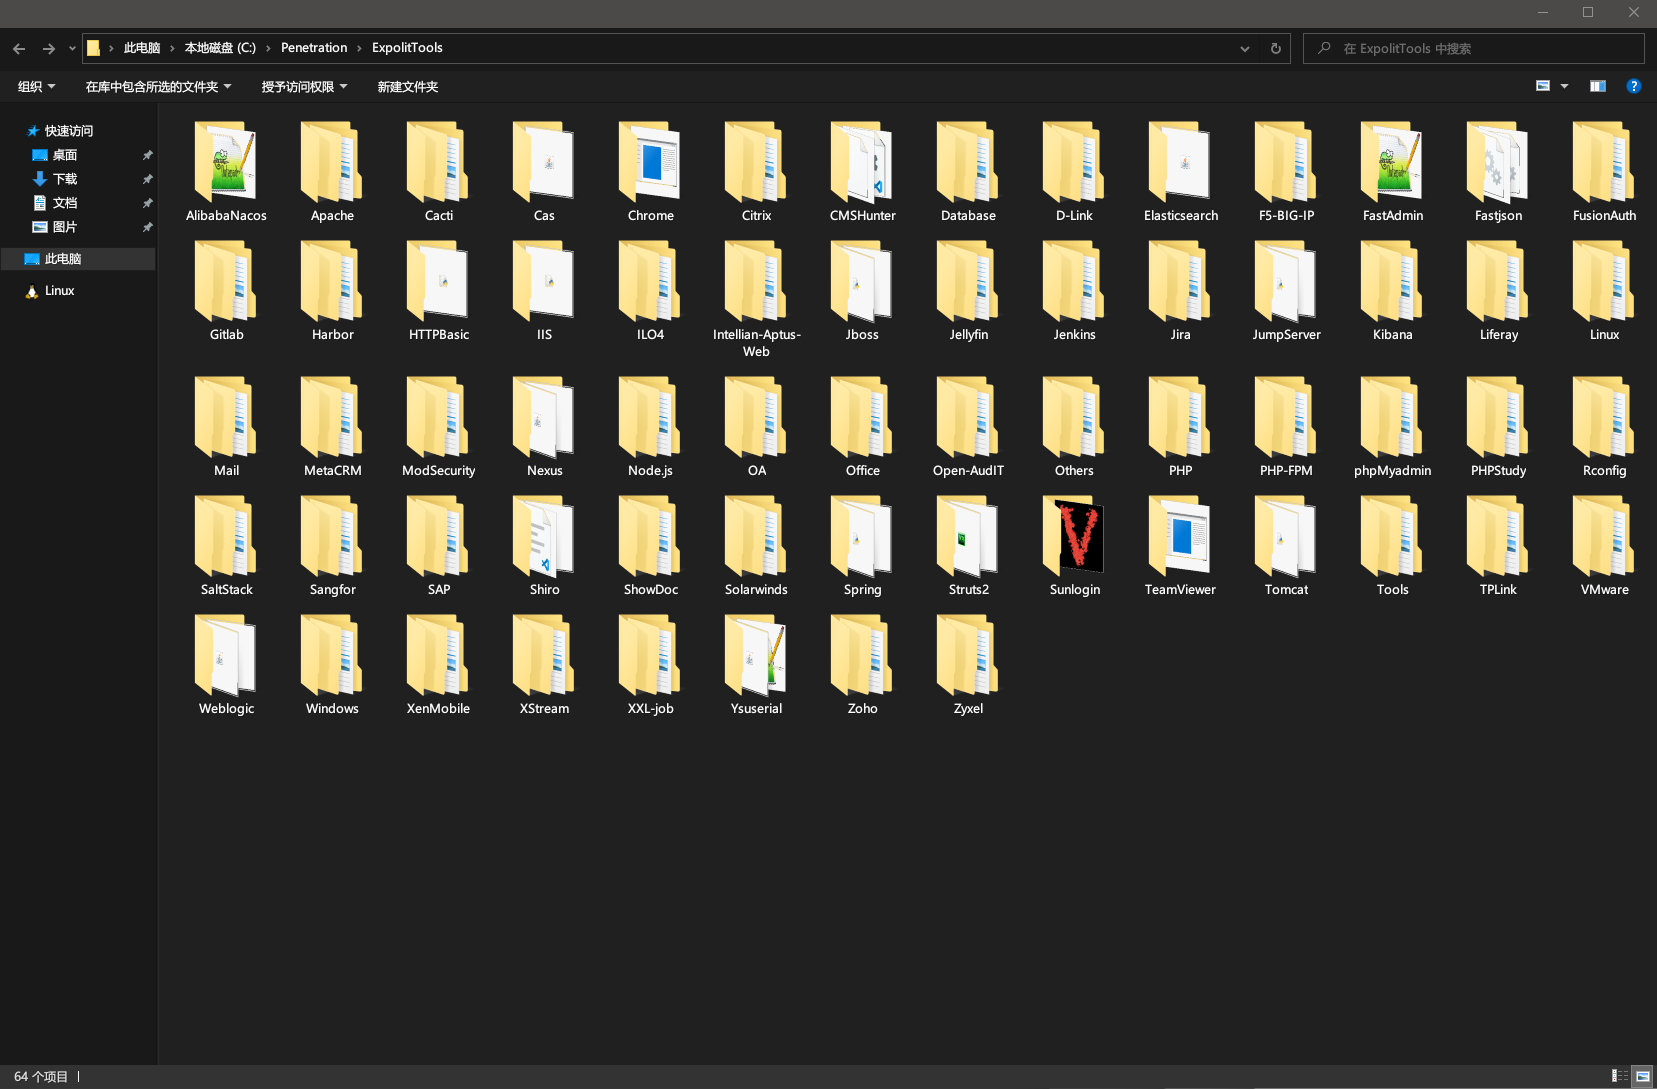 此电脑 本地磁盘 (C:) Penetration ExpolitTools
在 ExpolitTools 中搜索
组织 在库中包含所选的文件夹 授予访问权限 新建文件夹
快速访问
桌面
下载
文档
图片
此电脑
Linux
AlibabaNacos Apache Cacti Cas Chrome Citrix CMSHunter Database D-Link Elasticsearch F5-BIG-IP FastAdmin Fastjson FusionAuth
Gitlab Harbor HTTPBasic IIS ILO4 Intellian-Aptus-Web Jboss Jellyfin Jenkins Jira JumpServer Kibana Liferay Linux
Mail MetaCRM ModSecurity Nexus Node.js OA Office Open-AudIT Others PHP PHP-FPM phpMyadmin PHPStudy Rconfig
SaltStack Sangfor SAP Shiro ShowDoc Solarwinds Spring Struts2 Sunlogin TeamViewer Tomcat Tools TPLink VMware
Weblogic Windows XenMobile XStream XXL-job Ysuserial Zoho Zyxel
64 个项目